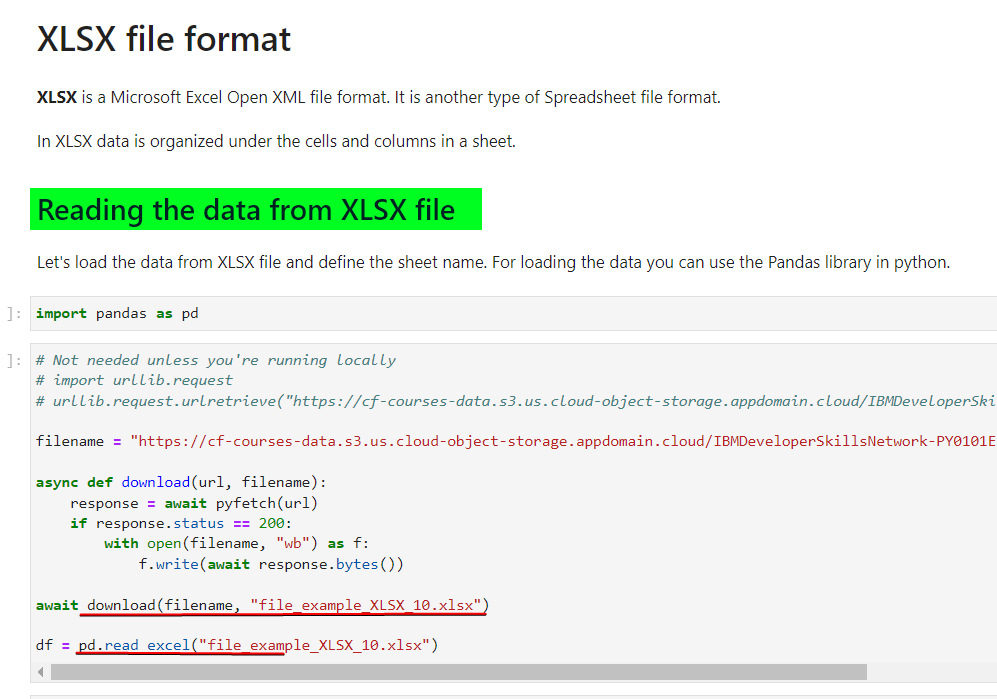 XLSX file format
XLSX is a Microsoft Excel Open XML file format. It is another type of Spreadsheet file format.
In XLSX data is organized under the cells and columns in a sheet.
Reading the data from XLSX file
Let's load the data from XLSX file and define the sheet name. For loading the data you can use the Pandas library in python.
]: import pandas as pd
]: # Not needed unless you're running locally
# import urllib.request
# urllib.request.urlretrieve("https://cf-courses-data.s3.us.cloud-object-storage.appdomain.cloud/IBMDeveloperSki
filename = "https://cf-courses-data.s3.us.cloud-object-storage.appdomain.cloud/IBMDeveloperSkillsNetwork-PY0101E
async def download(url, filename):
    response = await pyfetch(url)
    if response.status == 200:
        with open(filename, "wb") as f:
            f.write(await response.bytes())
await download(filename, "file_example_XLSX_10.xlsx")
df = pd.read_excel("file_example_XLSX_10.xlsx")